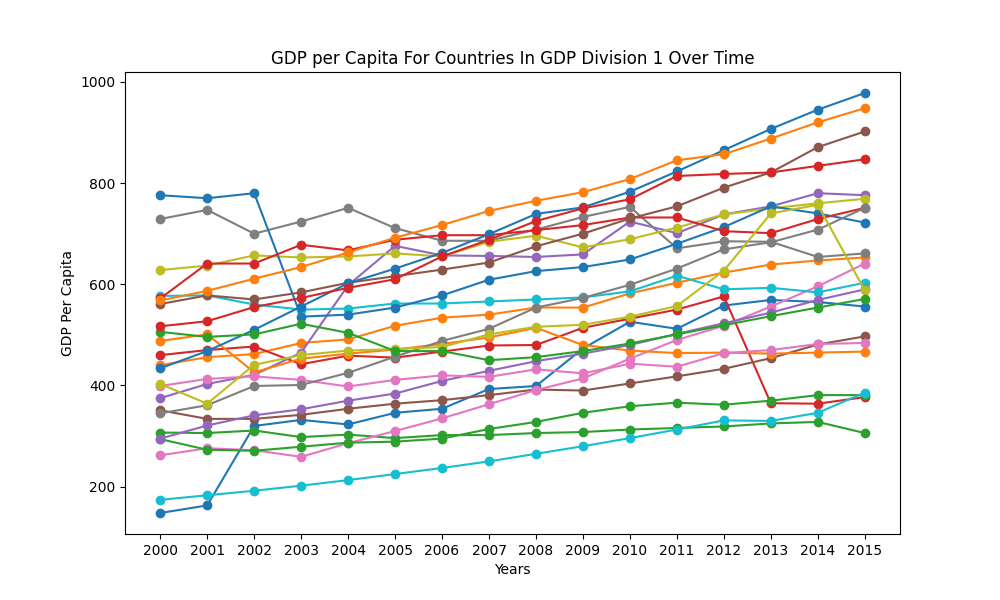 GDP per Capita For Countries In GDP Division 1 Over Time
1000
800
600
400
200
GDP Per Capita
2000 2001 2002 2003 2004 2005 2006 2007 2008 2009 2010 2011 2012 2013 2014 2015
Years